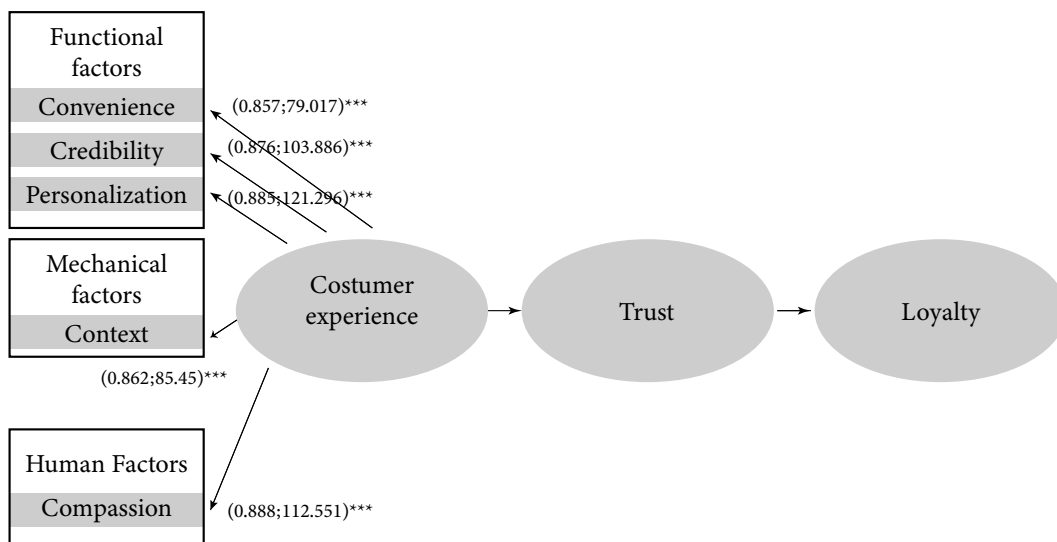 Functional
factors
Convenience
Credibility
Personalization
(0.857;79.017)***
(0.876;103.886)***
(0.885;121.296)***
Mechanical
factors
Context
(0.862;85.45)***
Human Factors
Compassion
(0.888;112.551)***
Costumer
experience
Trust
Loyalty